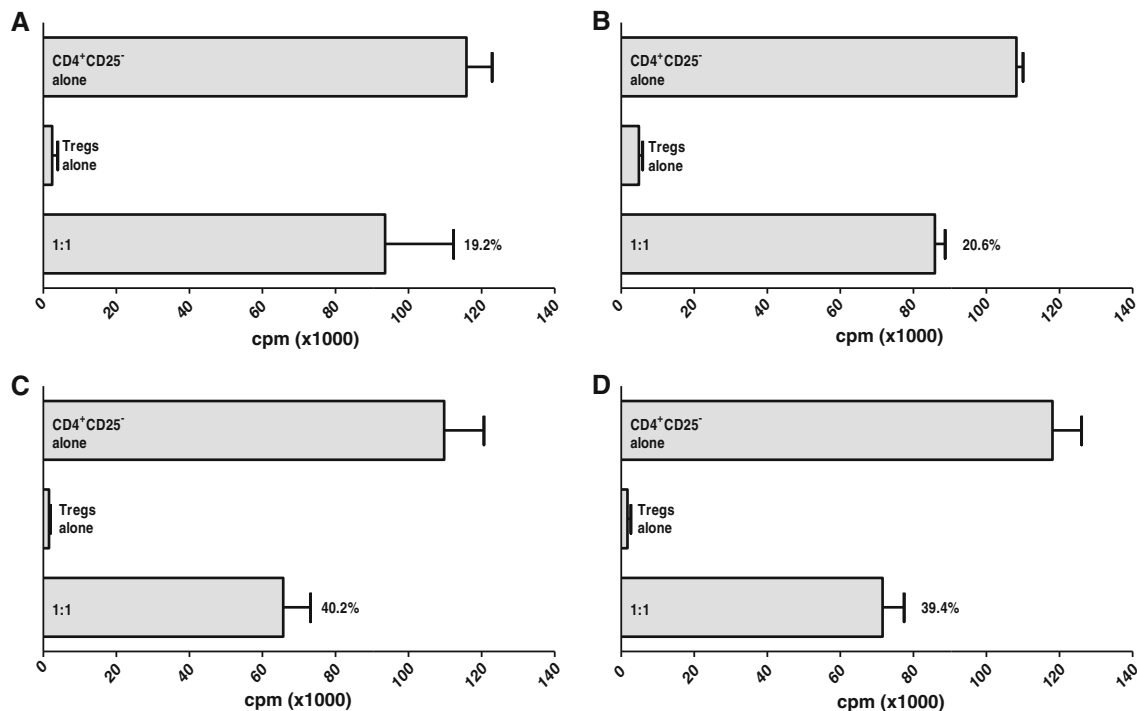 A
CD4⁺CD25⁻
alone
Tregs
alone
1:1
19.2%
0 20 40 60 80 100 120 140
cpm (x1000)
B
CD4⁺CD25⁻
alone
Tregs
alone
1:1
20.6%
0 20 40 60 80 100 120 140
cpm (x1000)
C
CD4⁺CD25⁻
alone
Tregs
alone
1:1
40.2%
0 20 40 60 80 100 120 140
cpm (x1000)
D
CD4⁺CD25⁻
alone
Tregs
alone
1:1
39.4%
0 20 40 60 80 100 120 140
cpm (x1000)